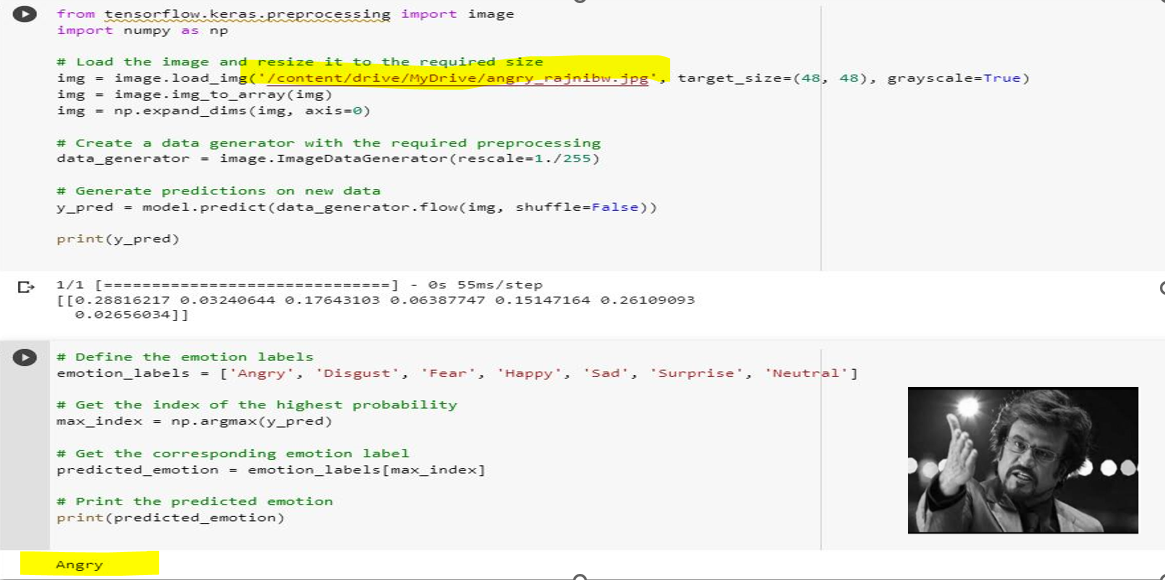 from tensorflow.keras.preprocessing import image
import numpy as np
# Load the image and resize it to the required size
img = image.load_img('/content/drive/MyDrive/angry_rajnibw.jpg', target_size=(48, 48), grayscale=True)
img = image.img_to_array(img)
img = np.expand_dims(img, axis=0)
# Create a data generator with the required preprocessing
data_generator = image.ImageDataGenerator(rescale=1./255)
# Generate predictions on new data
y_pred = model.predict(data_generator.flow(img, shuffle=False))
print(y_pred)
1/1 [==============================] - 0s 55ms/step
[[0.28816217 0.03240644 0.17643103 0.06387747 0.15147164 0.26109093
0.02656034]]
# Define the emotion labels
emotion_labels = ['Angry', 'Disgust', 'Fear', 'Happy', 'Sad', 'Surprise', 'Neutral']
# Get the index of the highest probability
max_index = np.argmax(y_pred)
# Get the corresponding emotion label
predicted_emotion = emotion_labels[max_index]
# Print the predicted emotion
print(predicted_emotion)
Angry